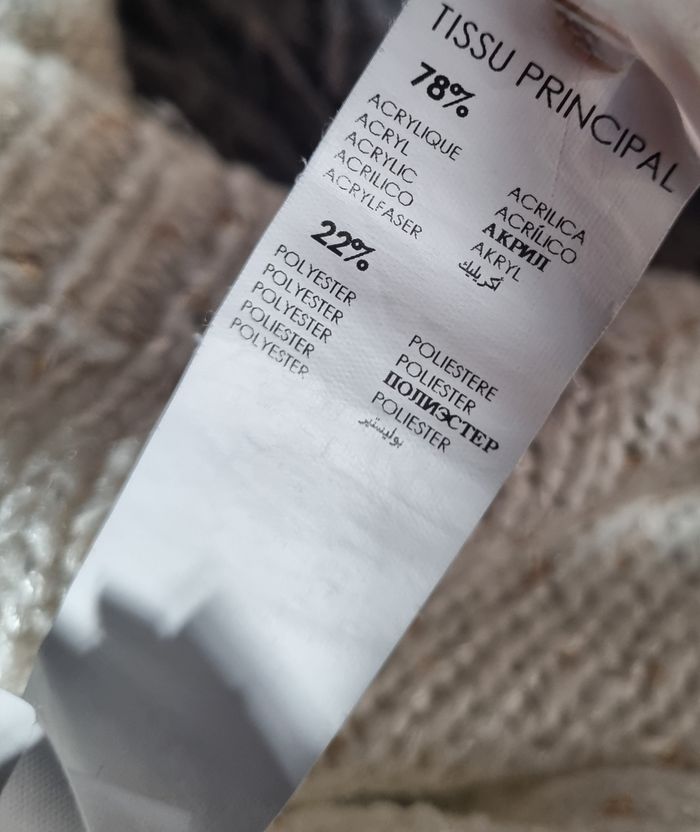 TISSU PRINCIPAL
78%
ACRYLIQUE
ACRYL
ACRYLIC
ACRILICO
ACRYLFASER
ACRILICA
ACRÍLICO
АКРИЛ
AKRYL
أكريليك
22%
POLYESTER
POLYESTER
POLYESTER
POLIESTER
POLYESTER
POLIESTERE
POLIESTER
ПОЛИЭСТЕР
POLIESTER
بوليستير